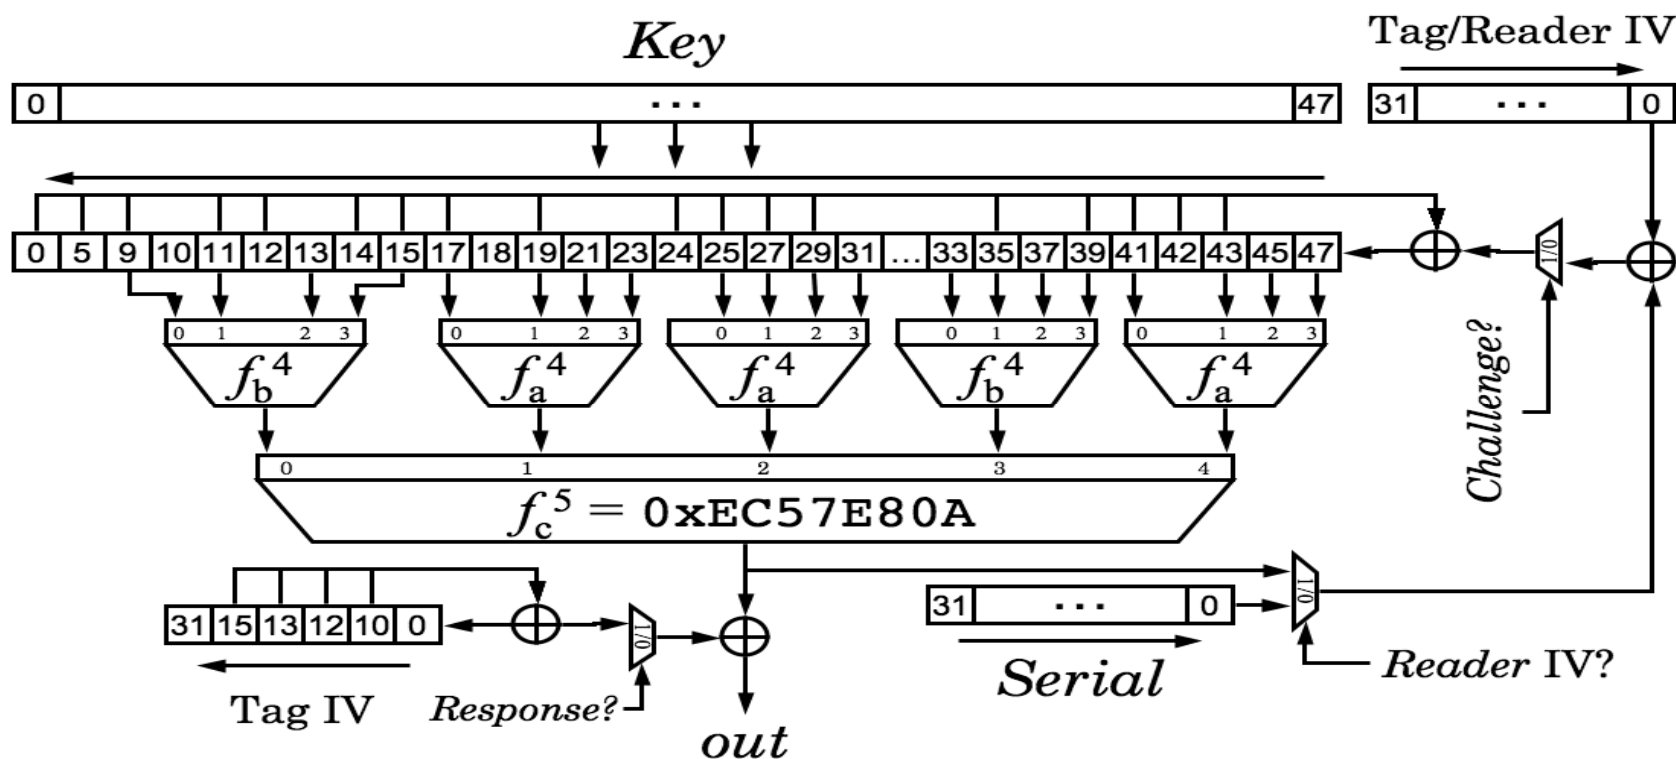 Key
Tag/Reader IV
0 ... 47
31 ... 0
0 5 9 10 11 12 13 14 15 17 18 19 21 23 24 25 27 29 31 ... 33 35 37 39 41 42 43 45 47
1/0
0 1 2 3
0 1 2 3
0 1 2 3
0 1 2 3
0 1 2 3
f_b^4
f_a^4
f_a^4
f_b^4
f_a^4
Challenge?
0 1 2 3 4
f_c^5 = 0xEC57E80A
31 15 13 12 10 0
1/0
31 ... 0
1/0
Tag IV
Response?
Serial
Reader IV?
out